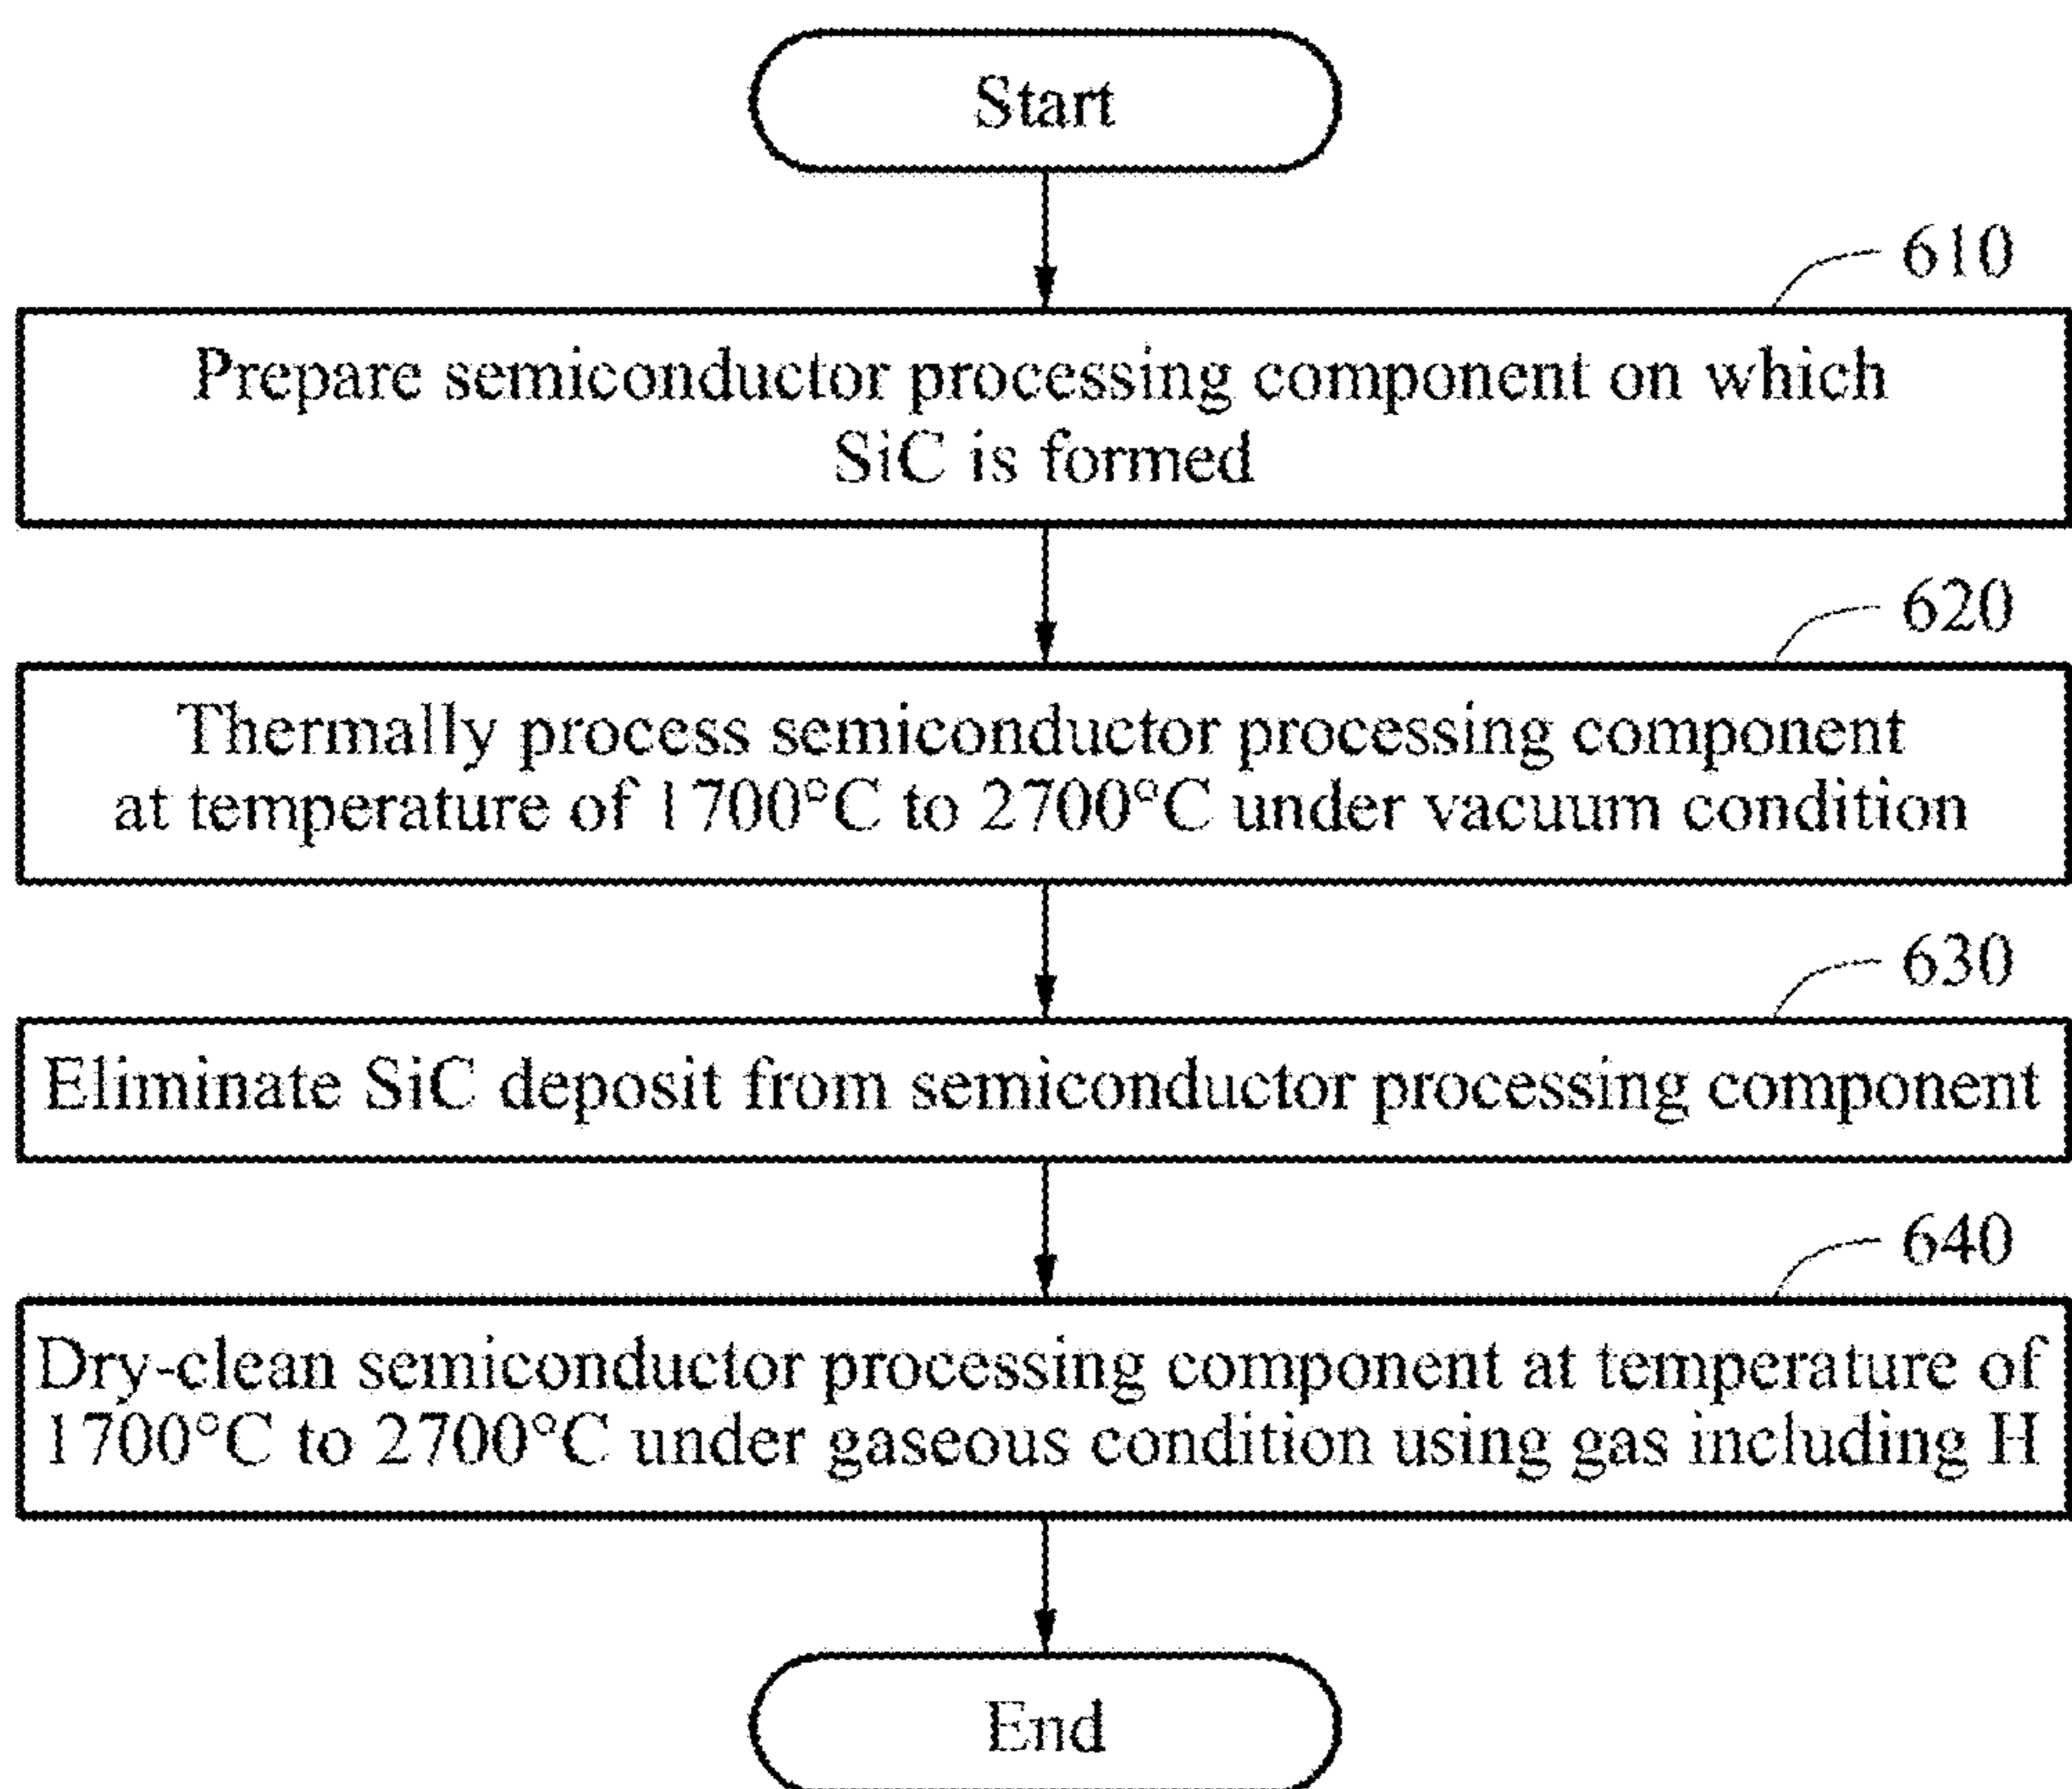 Start
610
Prepare semiconductor processing component on which
SiC is formed
620
Thermally process semiconductor processing component
at temperature of 1700°C to 2700°C under vacuum condition
630
Eliminate SiC deposit from semiconductor processing component
640
Dry-clean semiconductor processing component at temperature of
1700°C to 2700°C under gaseous condition using gas including H
End